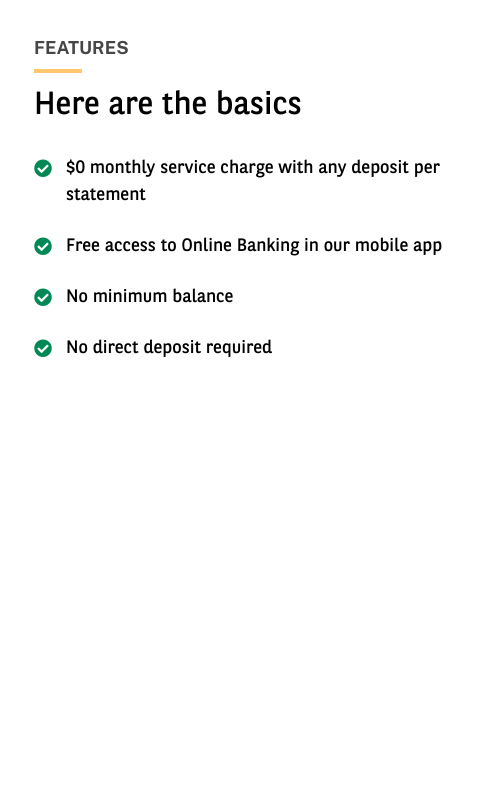 FEATURES
Here are the basics
$0 monthly service charge with any deposit per
statement
Free access to Online Banking in our mobile app
No minimum balance
No direct deposit required